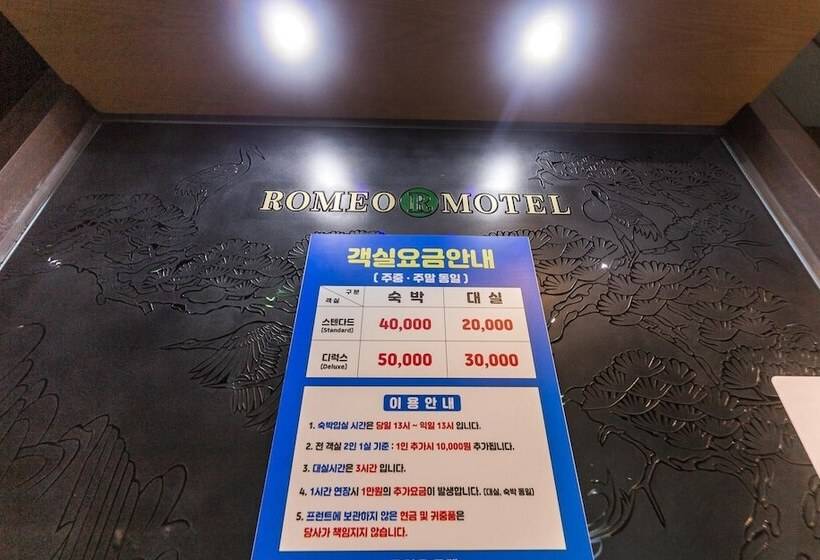 ROMEO R MOTEL
객실요금안내
( 주중 · 주말 동일 )
구분 숙 박 대 실
객실
스텐다드 40,000 20,000
(Standard)
디럭스 50,000 30,000
(Deluxe)
이 용 안 내
1. 숙박입실 시간은 당일 13시 ~ 익일 13시 입니다.
2. 전 객실 2인 1실 기준 : 1인 추가시 10,000원 추가됩니다.
3. 대실시간은 3시간 입니다.
4. 1시간 연장시 1만원의 추가요금이 발생합니다. (대실, 숙박 동일)
5. 프런트에 보관하지 않은 현금 및 귀중품은
당사가 책임지지 않습니다.